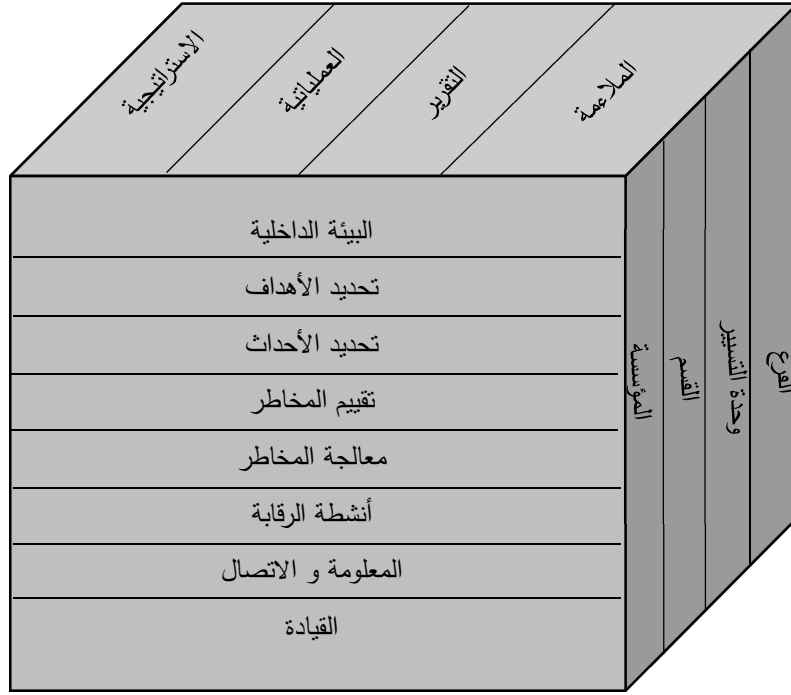 الاستراتيجية
العملياتية
التقرير
الملاءمة
البيئة الداخلية
تحديد الأهداف
تحديد الأحداث
تقييم المخاطر
معالجة المخاطر
أنشطة الرقابة
المعلومة و الاتصال
القيادة
المؤسسة
القسم
وحدة التسيير
الفرع